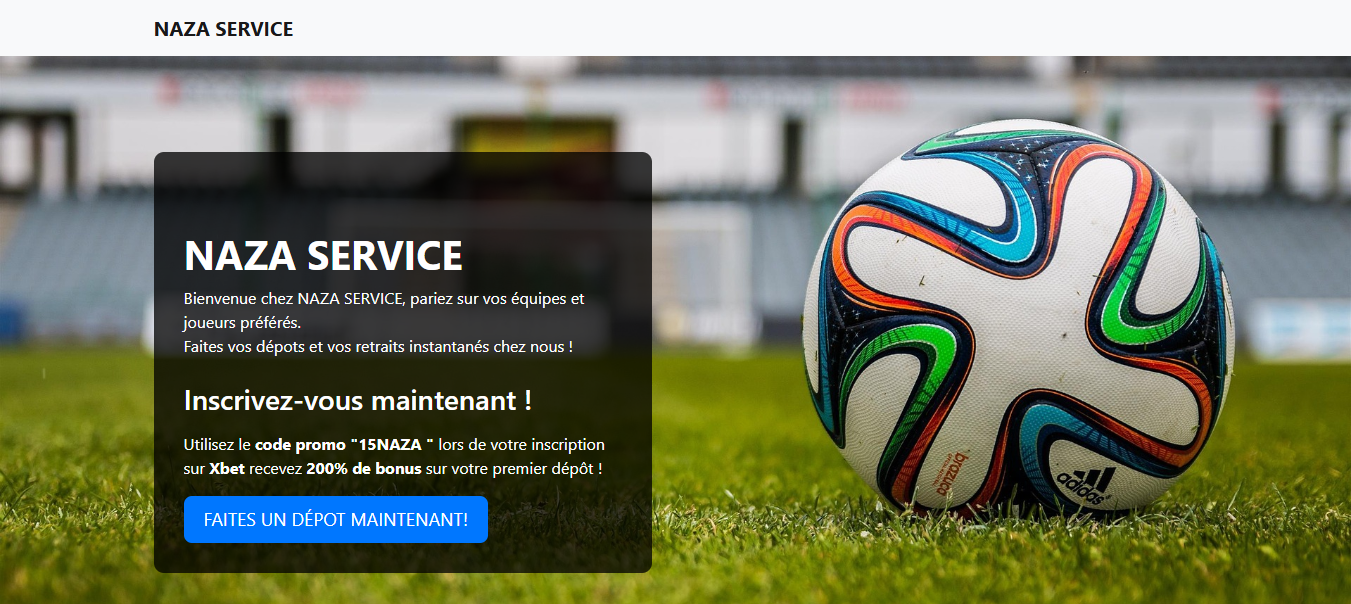 NAZA SERVICE
NAZA SERVICE
Bienvenue chez NAZA SERVICE, pariez sur vos équipes et
joueurs préférés.
Faites vos dépots et vos retraits instantanés chez nous !
Inscrivez-vous maintenant !
Utilisez le code promo "15NAZA " lors de votre inscription
sur Xbet recevez 200% de bonus sur votre premier dépôt !
FAITES UN DÉPOT MAINTENANT!
brazuca
adidas